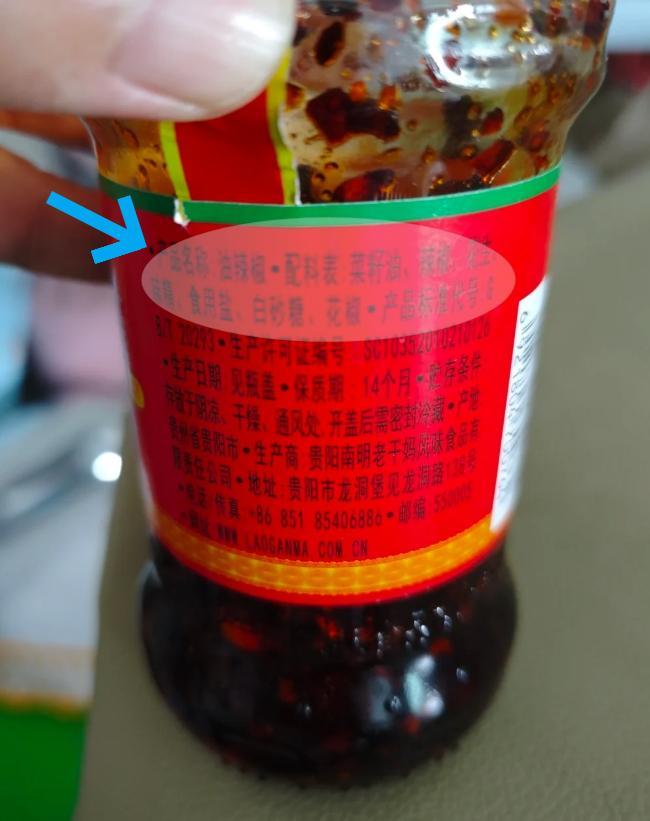 •产品名称:油辣椒•配料表:菜籽油、辣椒、花生、
味精、食用盐、白砂糖、花椒•产品标准代号:G
B/T 20293•生产许可证编号:SC10352010210126
•生产日期:见瓶盖•保质期:14个月•贮存条件:
存放于阴凉、干燥、通风处,开盖后需密封冷藏•产地:
贵州省贵阳市•生产商:贵阳南明老干妈风味食品有
限责任公司•地址:贵阳市龙洞堡见龙洞路138号
•电话/传真:+86 851 85406886•邮编:550005
•网址:WWW.LAOGANMA.COM.CN